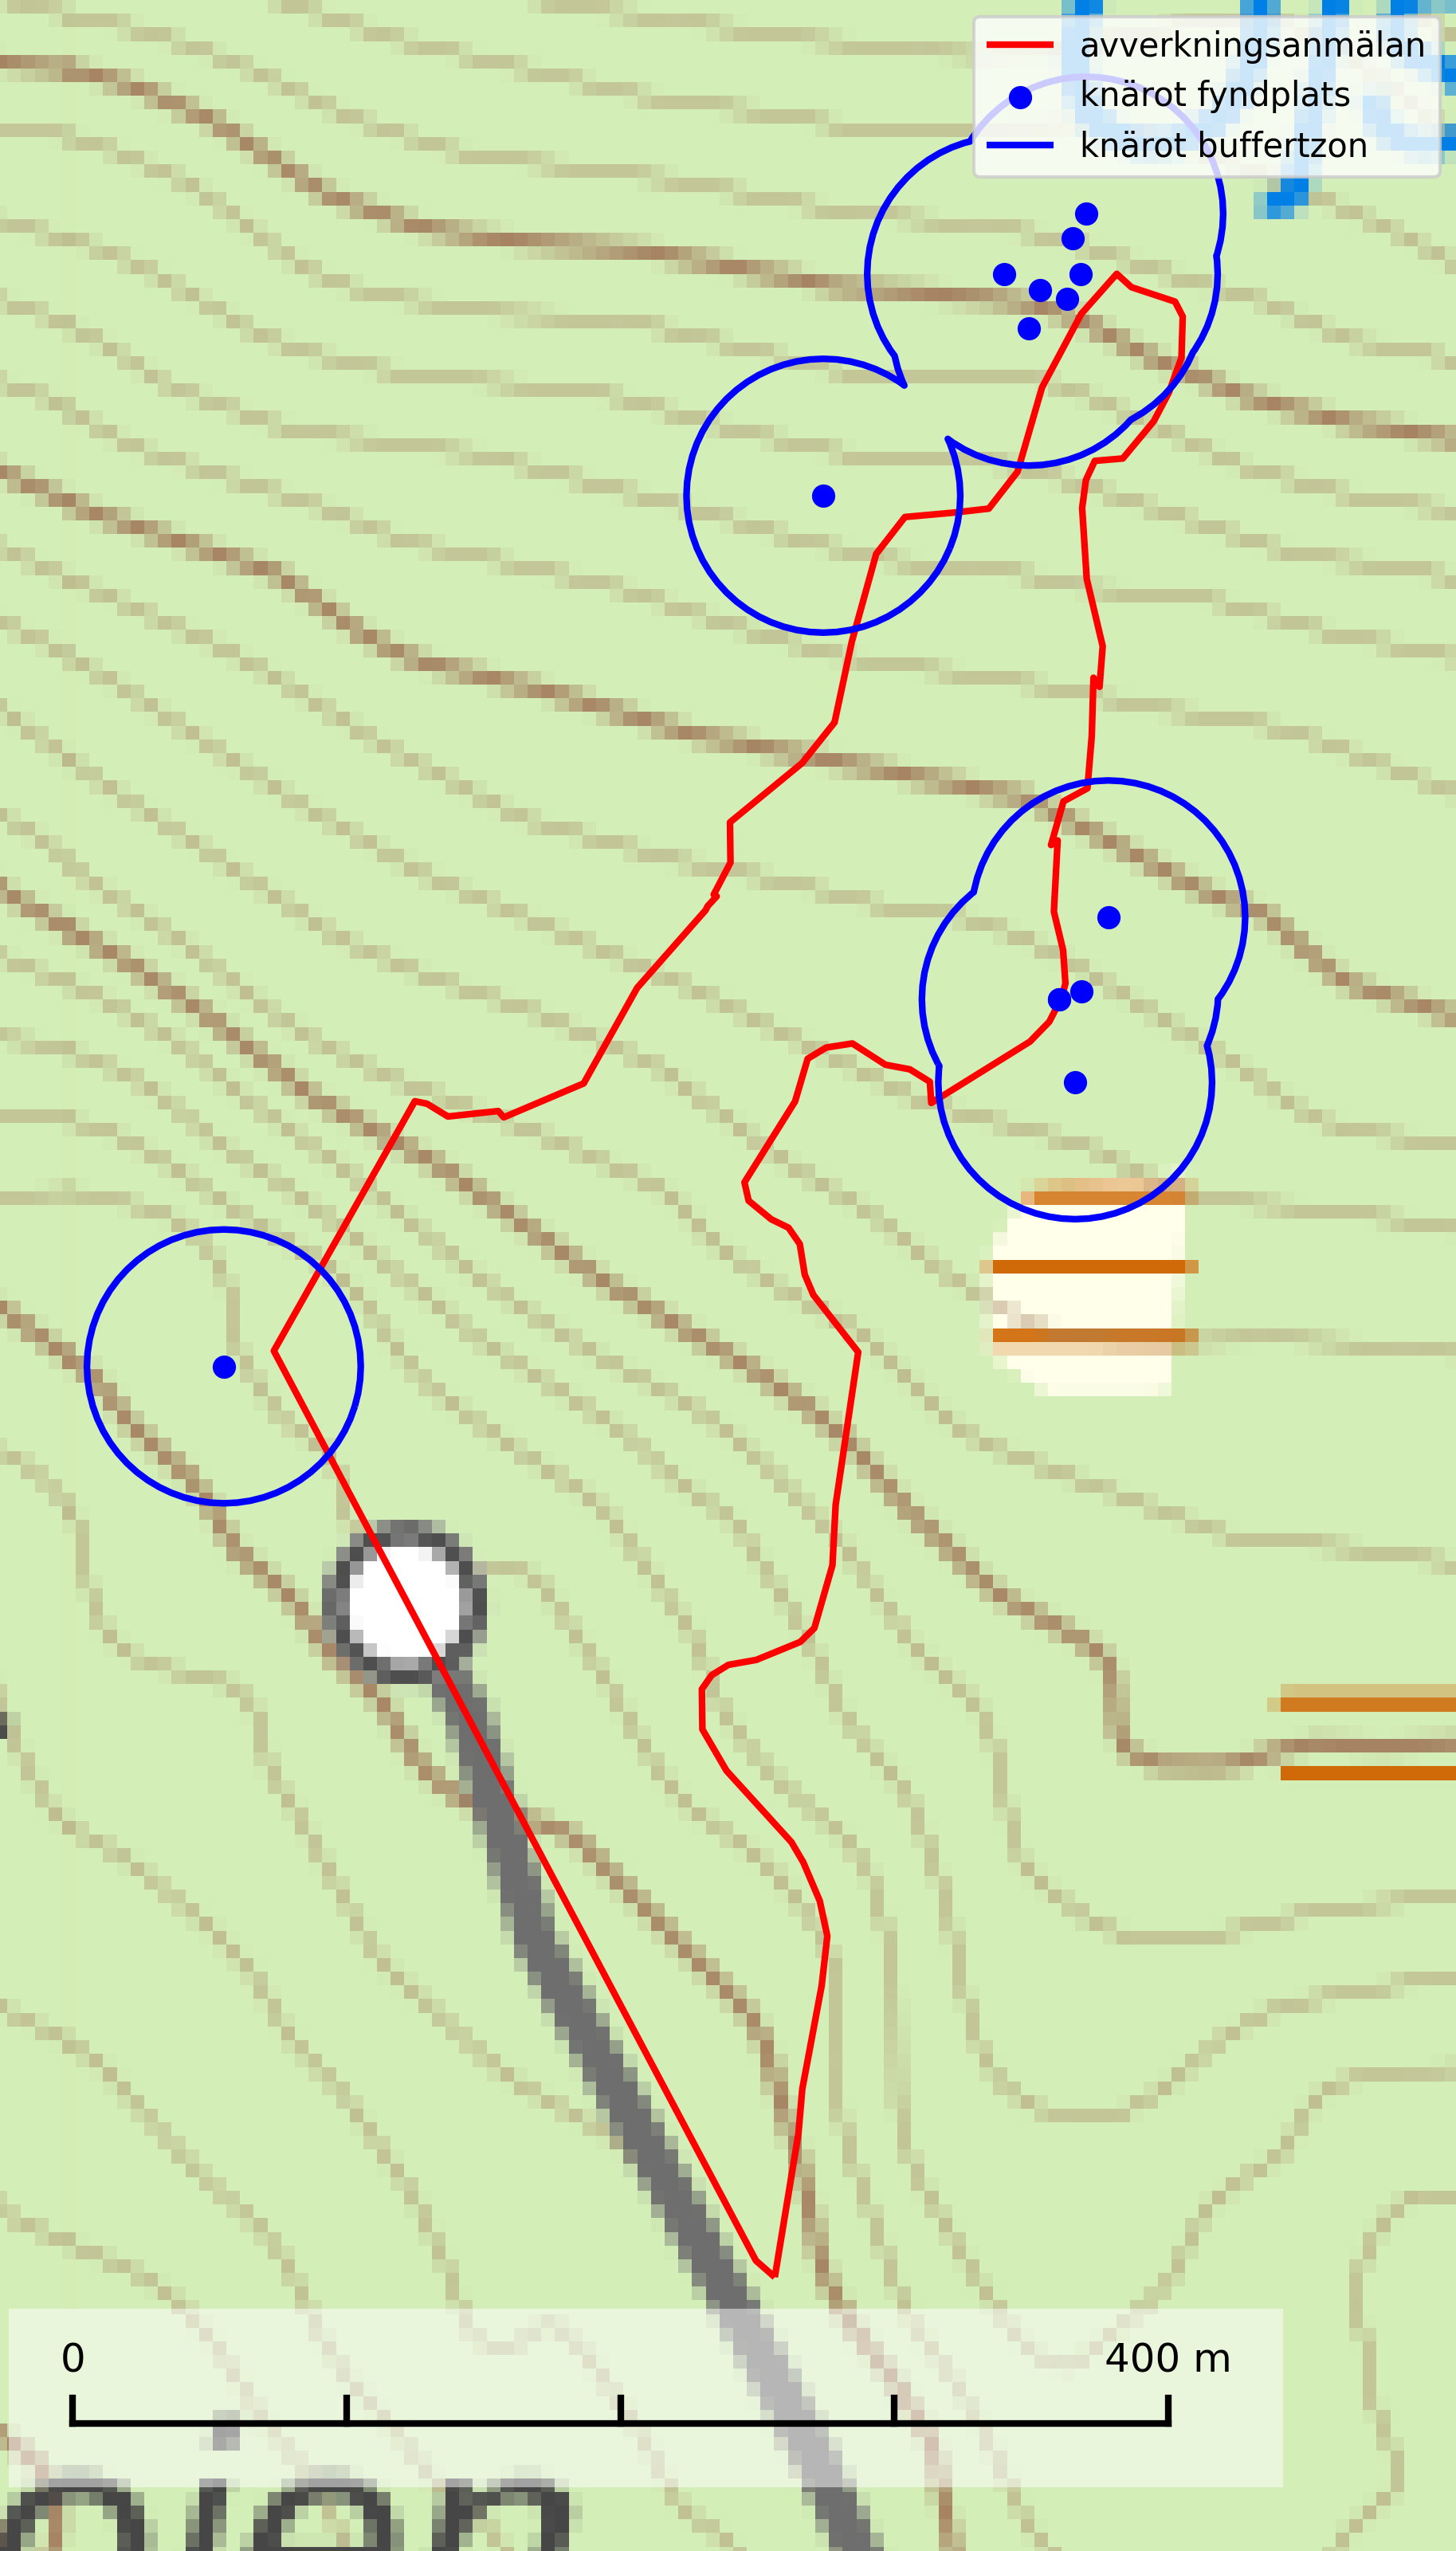 avverkningsanmälan
knärot fyndplats
knärot buffertzon
0 400 m